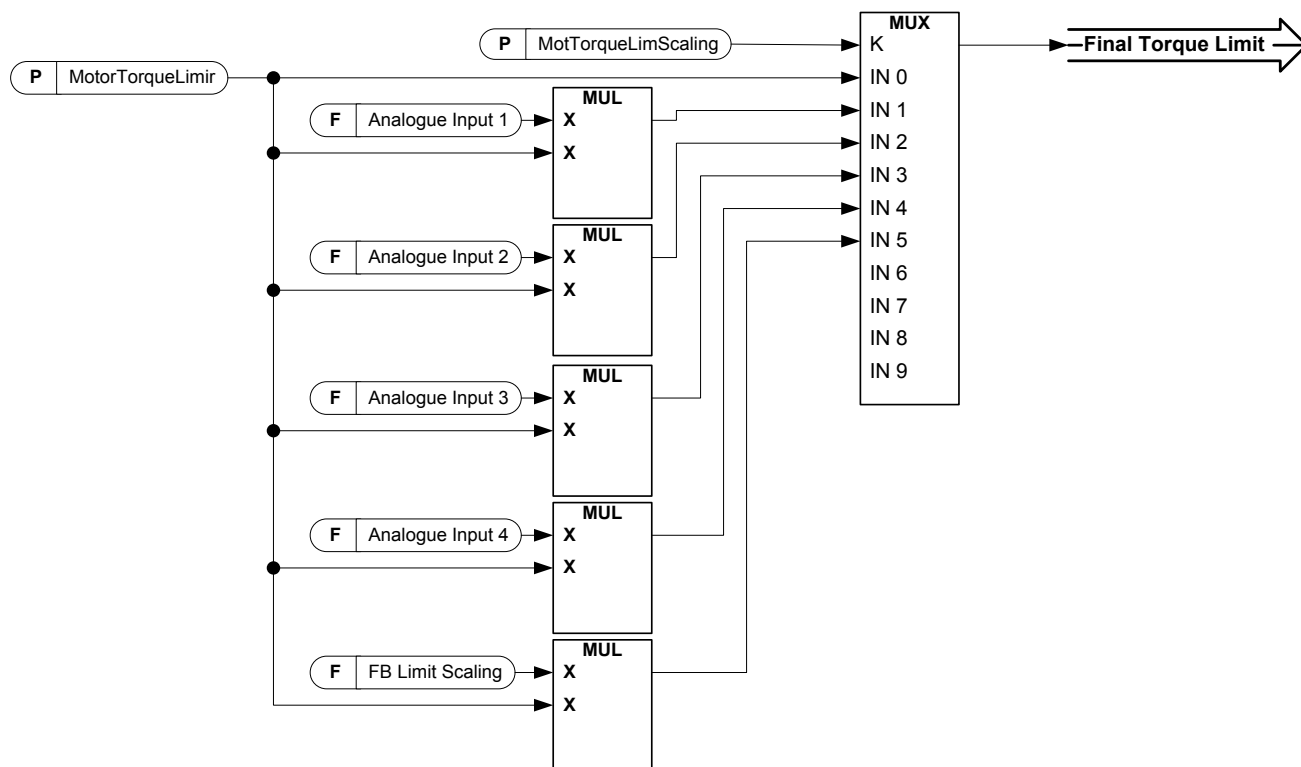 MUX
P MotTorqueLimScaling
K
Final Torque Limit
P MotorTorqueLimir
IN 0
MUL
F Analogue Input 1
X
IN 1
X
IN 2
IN 3
IN 4
MUL
F Analogue Input 2
X
IN 5
X
IN 6
IN 7
IN 8
MUL
IN 9
F Analogue Input 3
X
X
MUL
F Analogue Input 4
X
X
MUL
F FB Limit Scaling
X
X